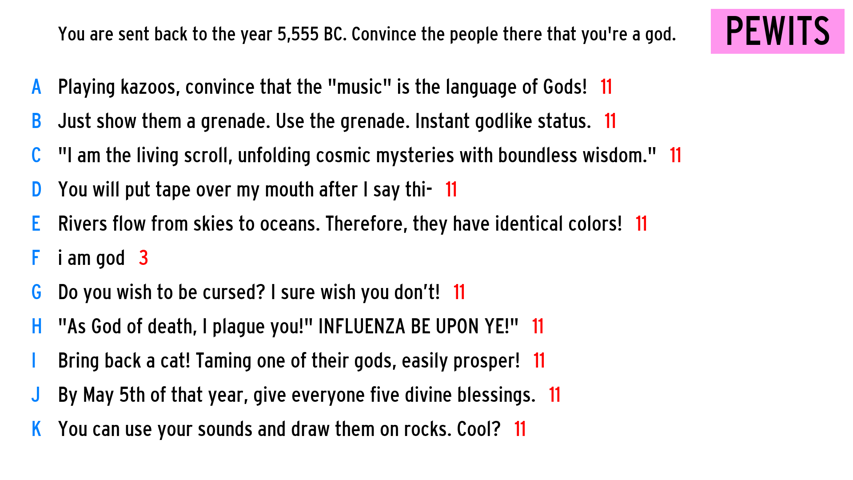 You are sent back to the year 5,555 BC. Convince the people there that you're a god.
PEWITS
A Playing kazoos, convince that the "music" is the language of Gods! 11
B Just show them a grenade. Use the grenade. Instant godlike status. 11
C "I am the living scroll, unfolding cosmic mysteries with boundless wisdom." 11
D You will put tape over my mouth after I say thi- 11
E Rivers flow from skies to oceans. Therefore, they have identical colors! 11
F i am god 3
G Do you wish to be cursed? I sure wish you don’t! 11
H "As God of death, I plague you!" INFLUENZA BE UPON YE!" 11
I Bring back a cat! Taming one of their gods, easily prosper! 11
J By May 5th of that year, give everyone five divine blessings. 11
K You can use your sounds and draw them on rocks. Cool? 11